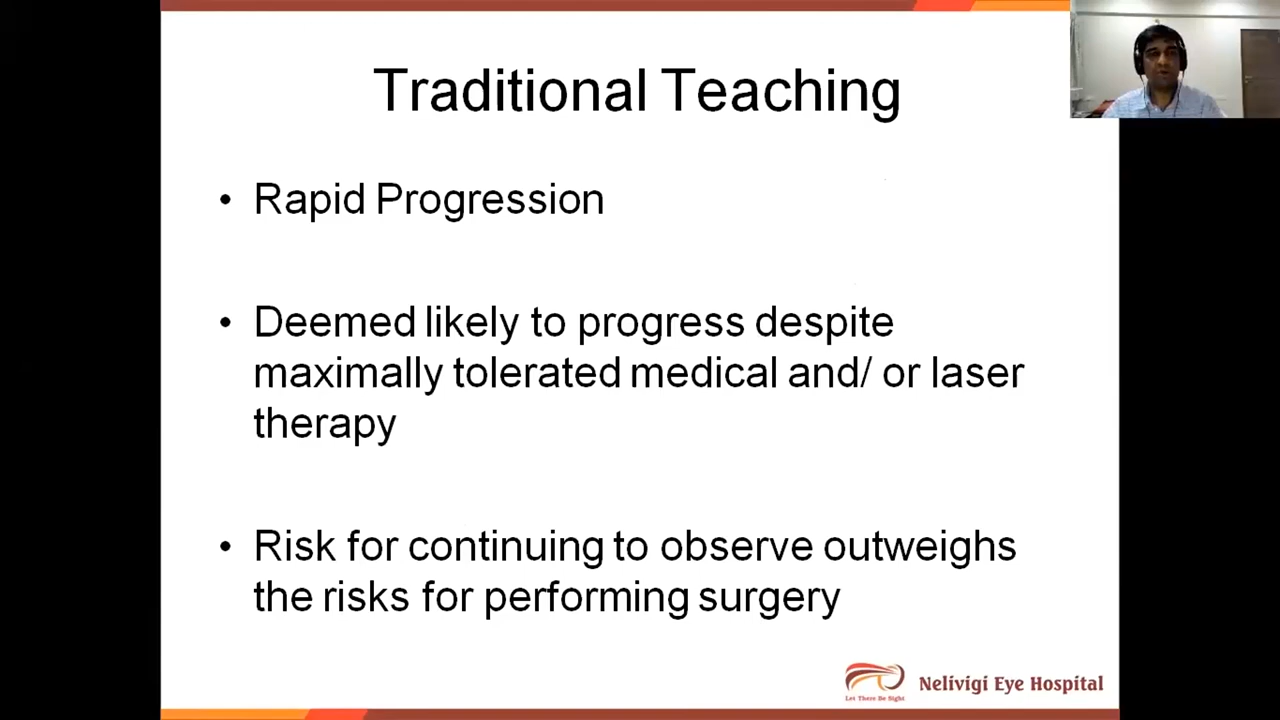 Traditional Teaching
• Rapid Progression
• Deemed likely to progress despite
maximally tolerated medical and/ or laser
therapy
• Risk for continuing to observe outweighs
the risks for performing surgery
Let There Be Sight
Nelivigi Eye Hospital